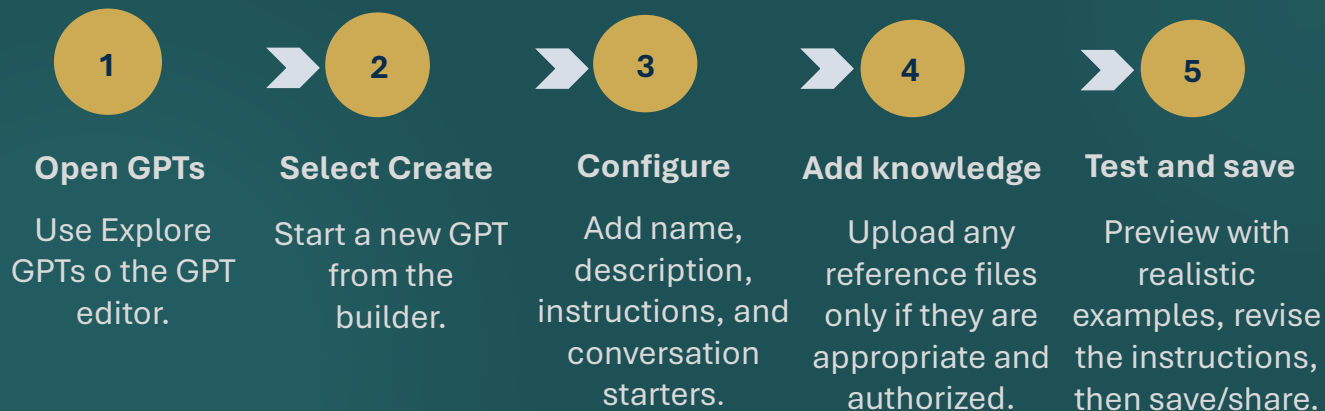 1
Open GPTs
Use Explore
GPTs o the GPT
editor.
2
Select Create
Start a new GPT
from the
builder.
3
Configure
Add name,
description,
instructions, and
conversation
starters.
4
Add knowledge
Upload any
reference files
only if they are
appropriate and
authorized.
5
Test and save
Preview with
realistic
examples, revise
the instructions,
then save/share.